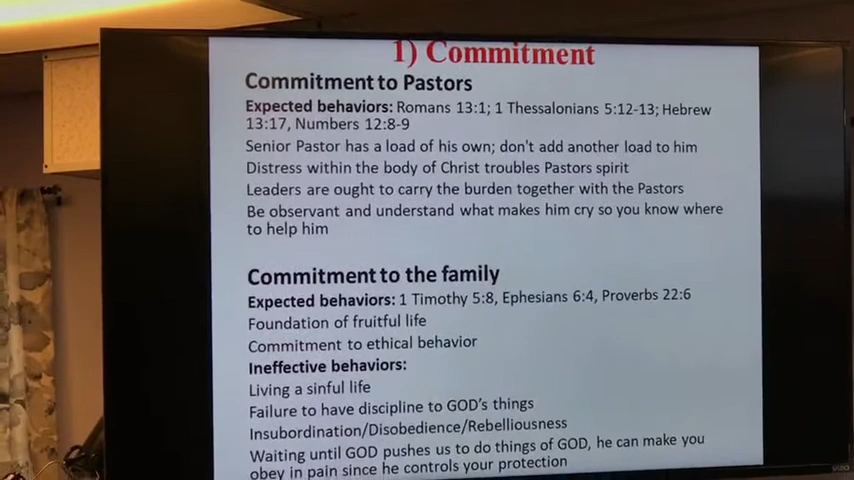 1) Commitment
Commitment to Pastors
Expected behaviors: Romans 13:1; 1 Thessalonians 5:12-13; Hebrew
13:17, Numbers 12:8-9
Senior Pastor has a load of his own; don't add another load to him
Distress within the body of Christ troubles Pastors spirit
Leaders are ought to carry the burden together with the Pastors
Be observant and understand what makes him cry so you know where
to help him
Commitment to the family
Expected behaviors: 1 Timothy 5:8, Ephesians 6:4, Proverbs 22:6
Foundation of fruitful life
Commitment to ethical behavior
Ineffective behaviors:
Living a sinful life
Failure to have discipline to GOD's things
Insubordination/Disobedience/Rebelliousness
Waiting until GOD pushes us to do things of GOD, he can make you
obey in pain since he controls your protection
VIZIO